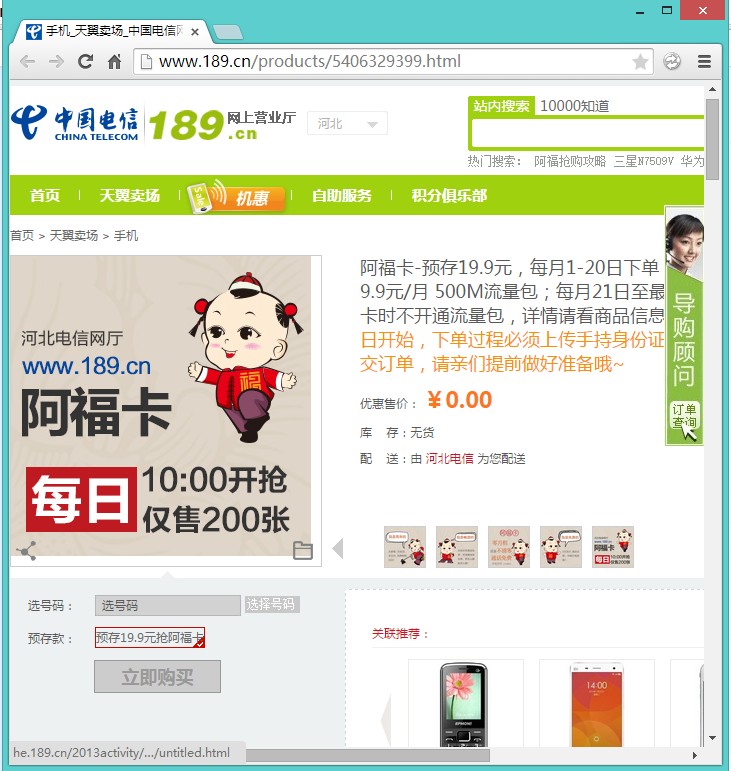 手机_天翼卖场_中国电信网
www.189.cn/products/5406329399.html
中国电信
CHINA TELECOM
189
.cn
网上营业厅
河北
站内搜索 10000知道
热门搜索： 阿福抢购攻略 三星N7509V 华为
首页 天翼卖场 机惠 自助服务 积分俱乐部
首页 > 天翼卖场 > 手机
河北电信网厅
www.189.cn
阿福卡
每日
10:00开抢
仅售200张
阿福卡-预存19.9元，每月1-20日下单
9.9元/月 500M流量包；每月21日至最
卡时不开通流量包，详情请看商品信息
日开始，下单过程必须上传手持身份证
交订单，请亲们提前做好准备哦~
优惠售价： ¥0.00
库 存：无货
配 送：由 河北电信 为您配送
导购顾问
订单
查询
选号码： 选号码 选择号码
预存款： 预存19.9元抢阿福卡
立即购买
关联推荐：
14:00
he.189.cn/2013activity/.../untitled.html